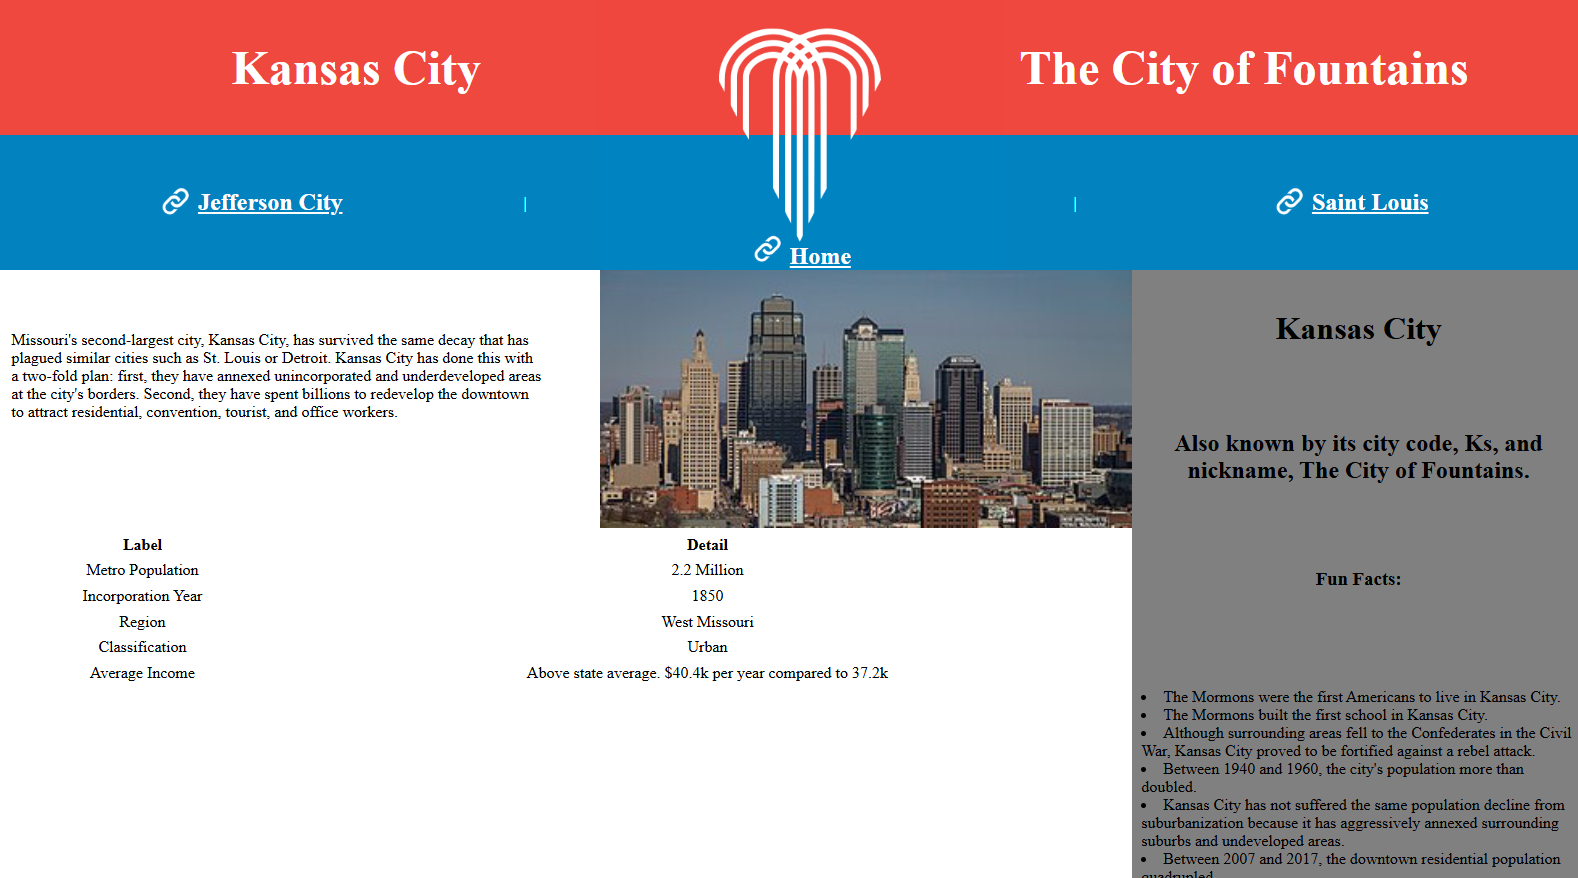 Kansas City
The City of Fountains
Jefferson City
|
|
Saint Louis
Home
Missouri's second-largest city, Kansas City, has survived the same decay that has
plagued similar cities such as St. Louis or Detroit. Kansas City has done this with
a two-fold plan: first, they have annexed unincorporated and underdeveloped areas
at the city's borders. Second, they have spent billions to redevelop the downtown
to attract residential, convention, tourist, and office workers.
Label Detail
Metro Population 2.2 Million
Incorporation Year 1850
Region West Missouri
Classification Urban
Average Income Above state average. $40.4k per year compared to 37.2k
Kansas City
Also known by its city code, Ks, and
nickname, The City of Fountains.
Fun Facts:
• The Mormons were the first Americans to live in Kansas City.
• The Mormons built the first school in Kansas City.
• Although surrounding areas fell to the Confederates in the Civil
War, Kansas City proved to be fortified against a rebel attack.
• Between 1940 and 1960, the city's population more than
doubled.
• Kansas City has not suffered the same population decline from
suburbanization because it has aggressively annexed surrounding
suburbs and undeveloped areas.
• Between 2007 and 2017, the downtown residential population
quadrupled